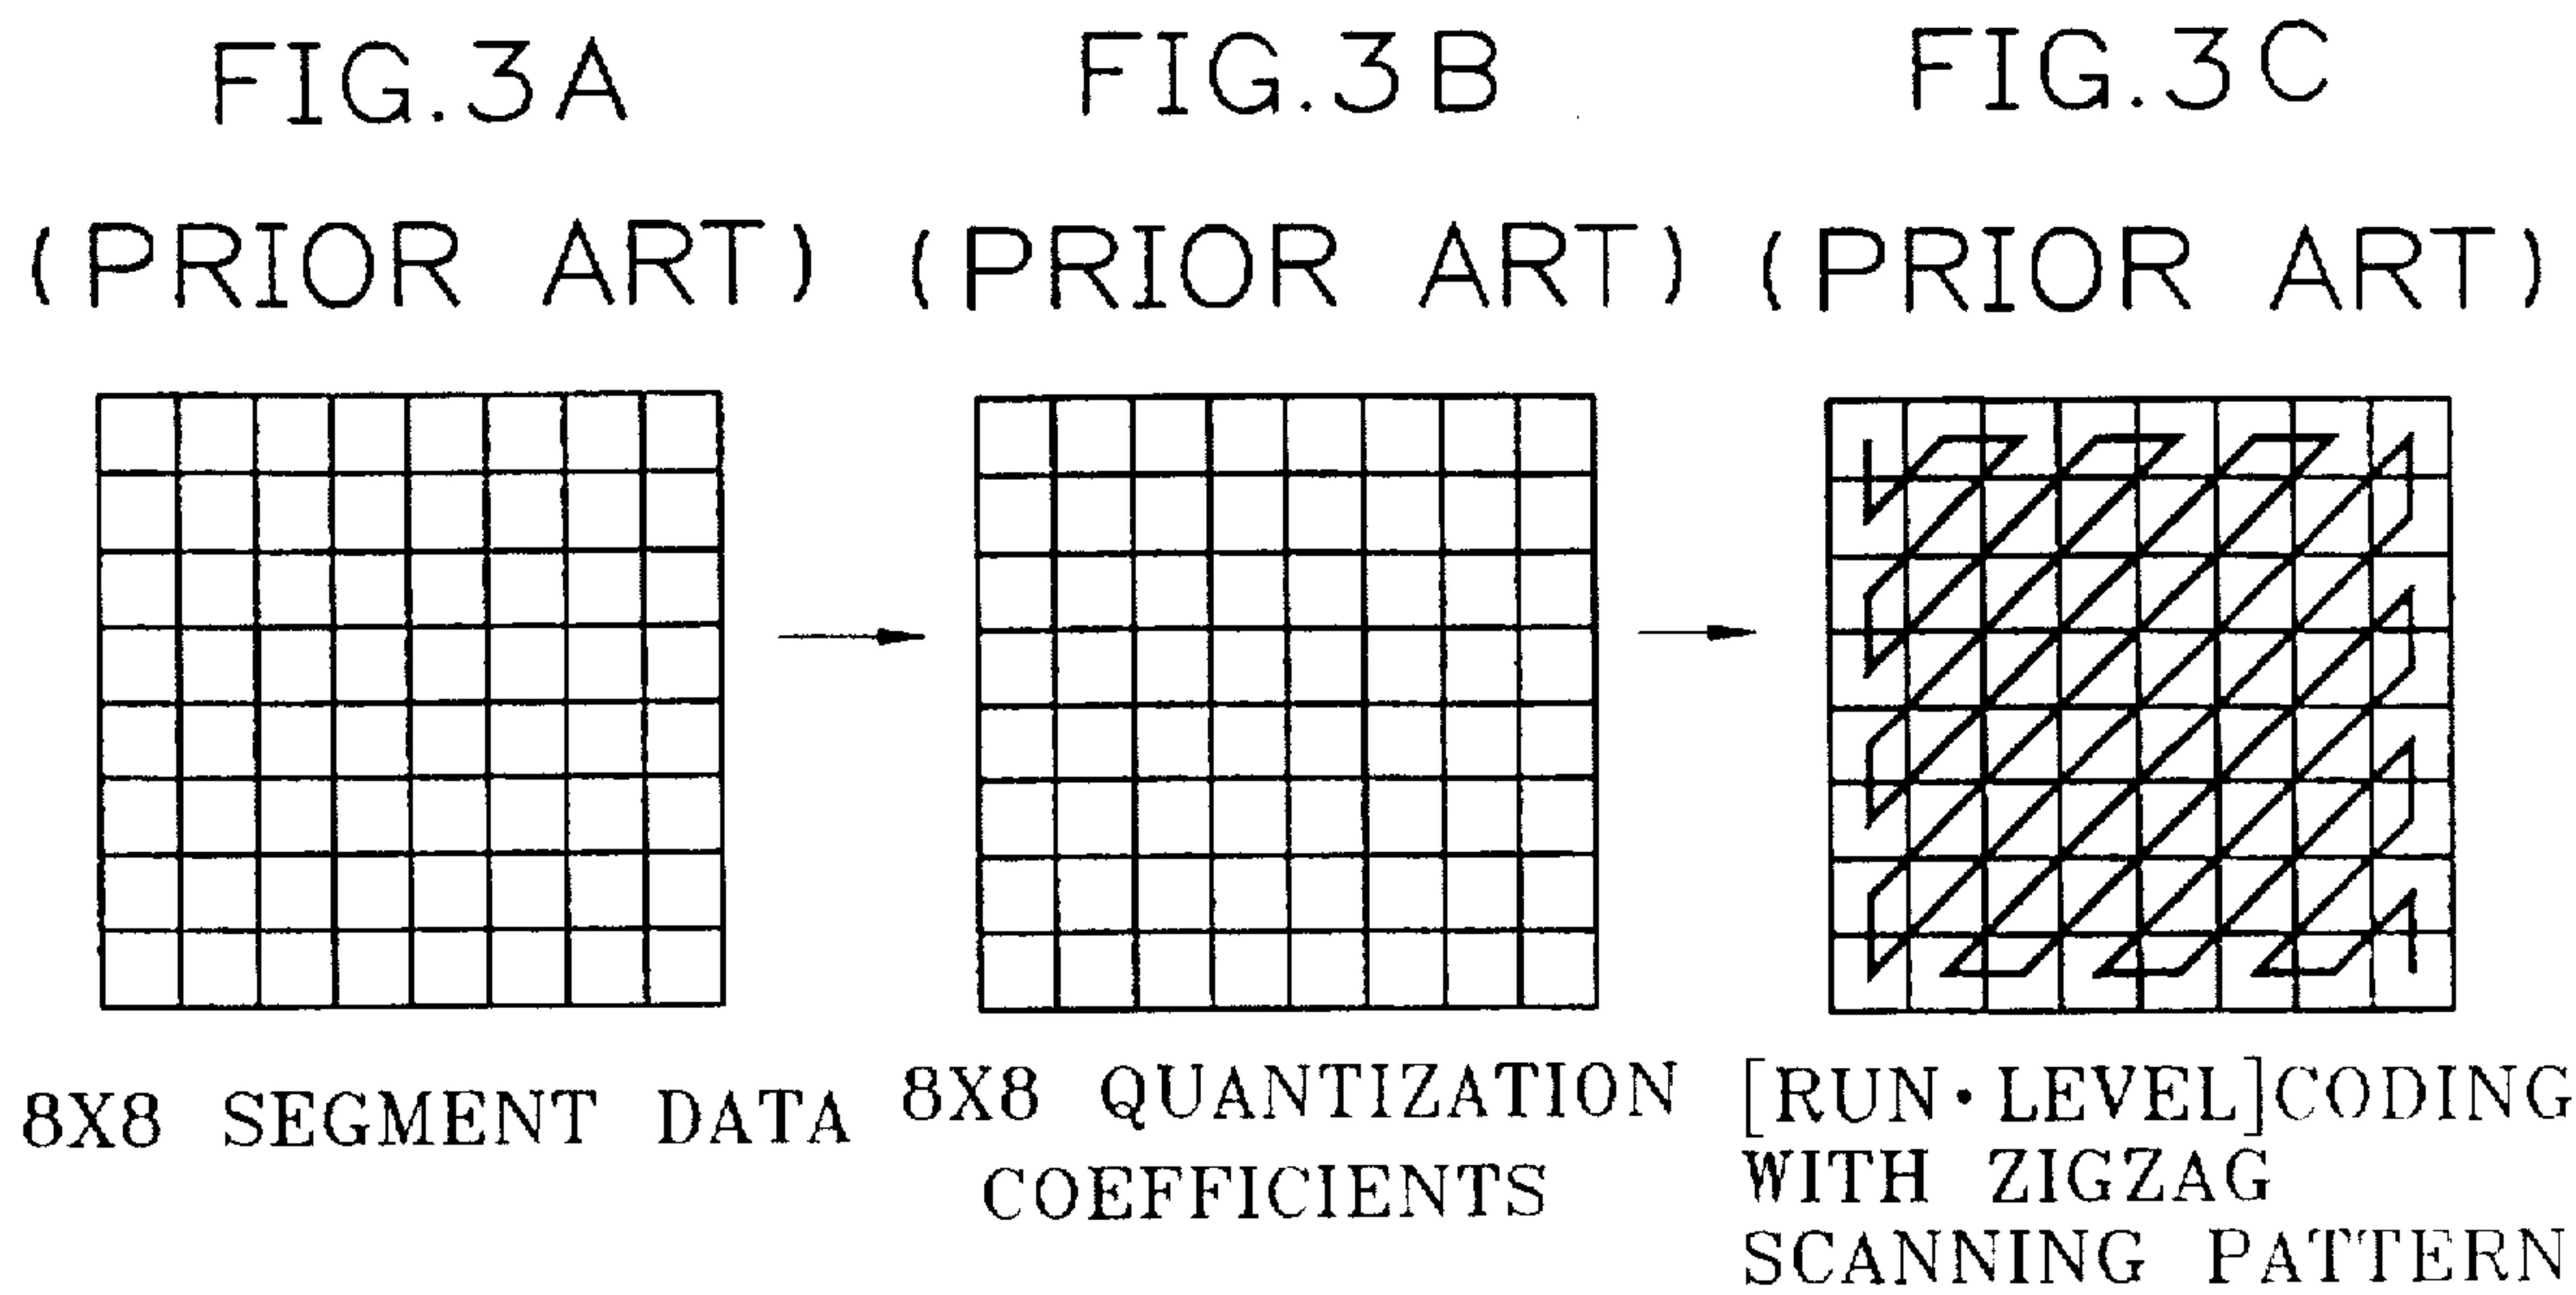 FIG.3A
(PRIOR ART)
8X8 SEGMENT DATA
FIG.3B
(PRIOR ART)
8X8 QUANTIZATION
COEFFICIENTS
FIG.3C
(PRIOR ART)
[RUN·LEVEL]CODING
WITH ZIGZAG
SCANNING PATTERN